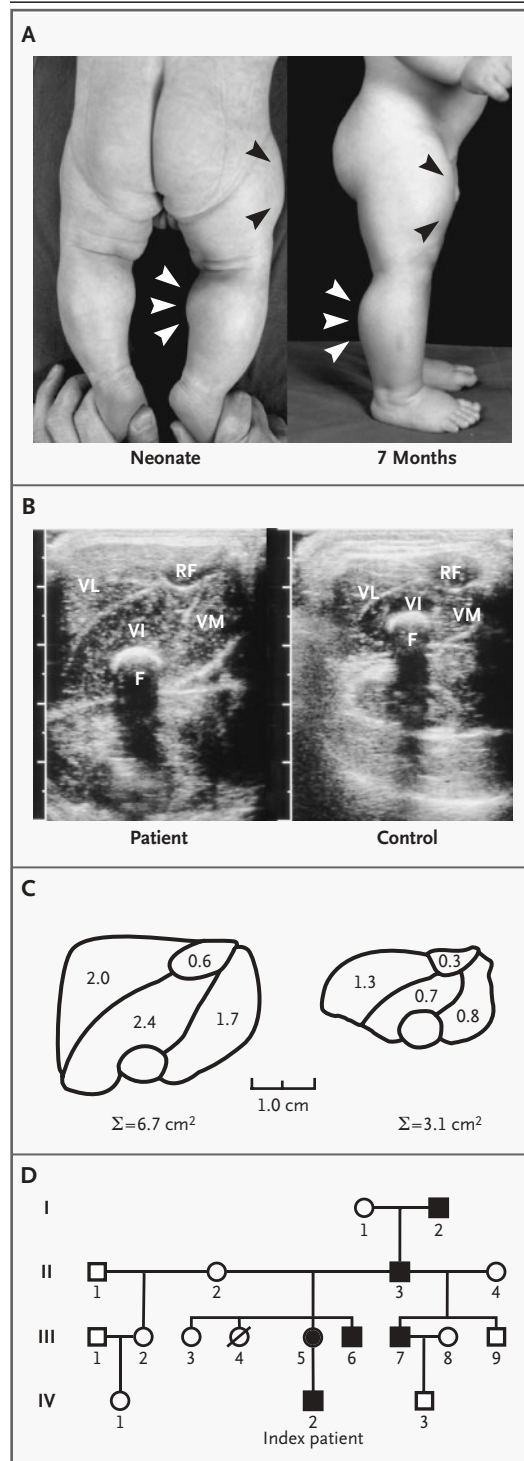 A
Neonate 7 Months
B
VL RF VI VM F
VL RF VI VM F
Patient Control
C
2.0 0.6 2.4 1.7
1.3 0.3 0.7 0.8
1.0 cm
Σ=6.7 cm² Σ=3.1 cm²
D
I
1 2
II
1 2 3 4
III
1 2 3 4 5 6 7 8 9
IV
1 2 3
Index patient